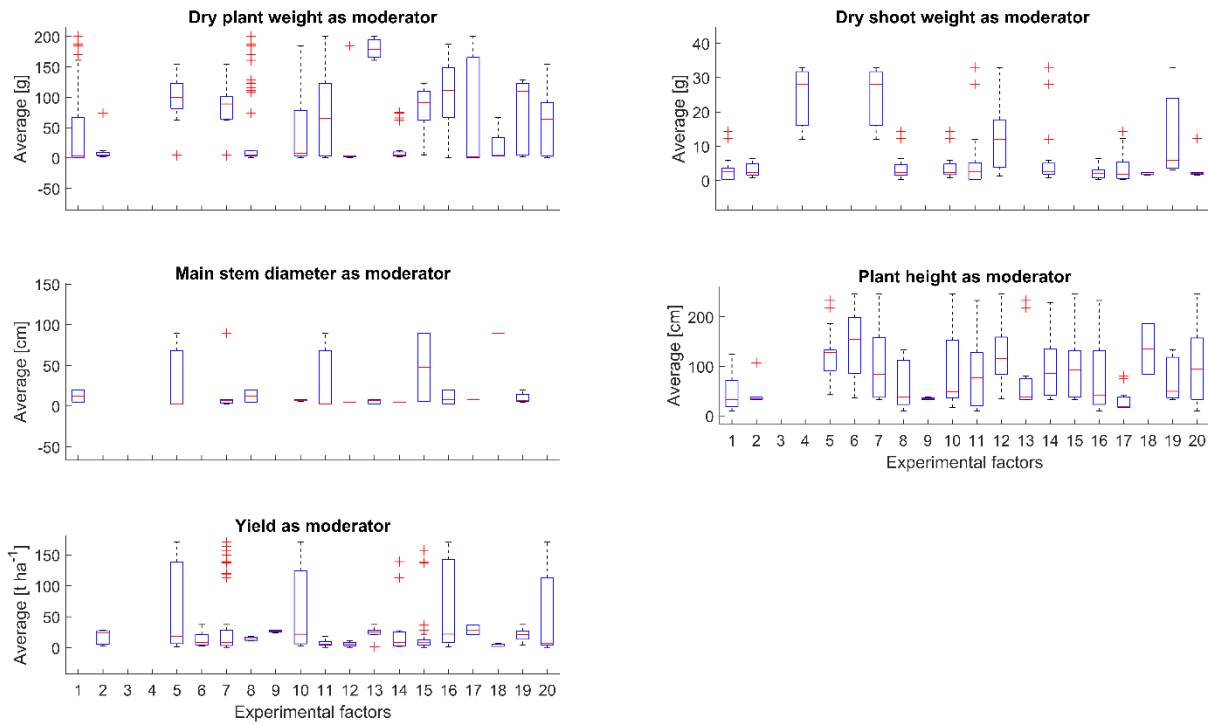 Dry plant weight as moderator
Average [g]
200
150
100
50
0
-50
Dry shoot weight as moderator
Average [g]
40
30
20
10
0
Main stem diameter as moderator
Average [cm]
150
100
50
0
-50
Plant height as moderator
Average [cm]
200
100
0
1 2 3 4 5 6 7 8 9 10 11 12 13 14 15 16 17 18 19 20
Experimental factors
Yield as moderator
Average [t ha-1]
150
100
50
0
1 2 3 4 5 6 7 8 9 10 11 12 13 14 15 16 17 18 19 20
Experimental factors